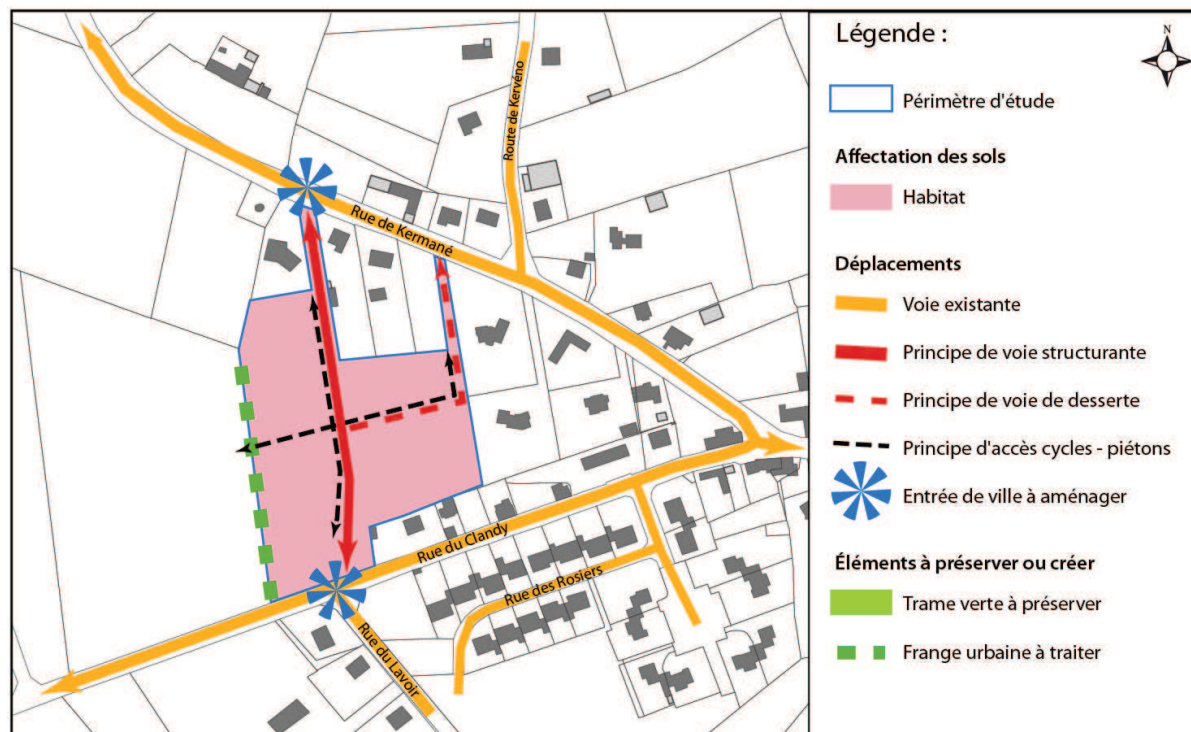 Rue de Kermané
Route de Kervéno
Rue du Clandy
Rue des Rosiers
Rue du Lavoir
Légende :
N
Périmètre d'étude
Affectation des sols
Habitat
Déplacements
Voie existante
Principe de voie structurante
Principe de voie de desserte
Principe d'accès cycles - piétons
Entrée de ville à aménager
Éléments à préserver ou créer
Trame verte à préserver
Frange urbaine à traiter